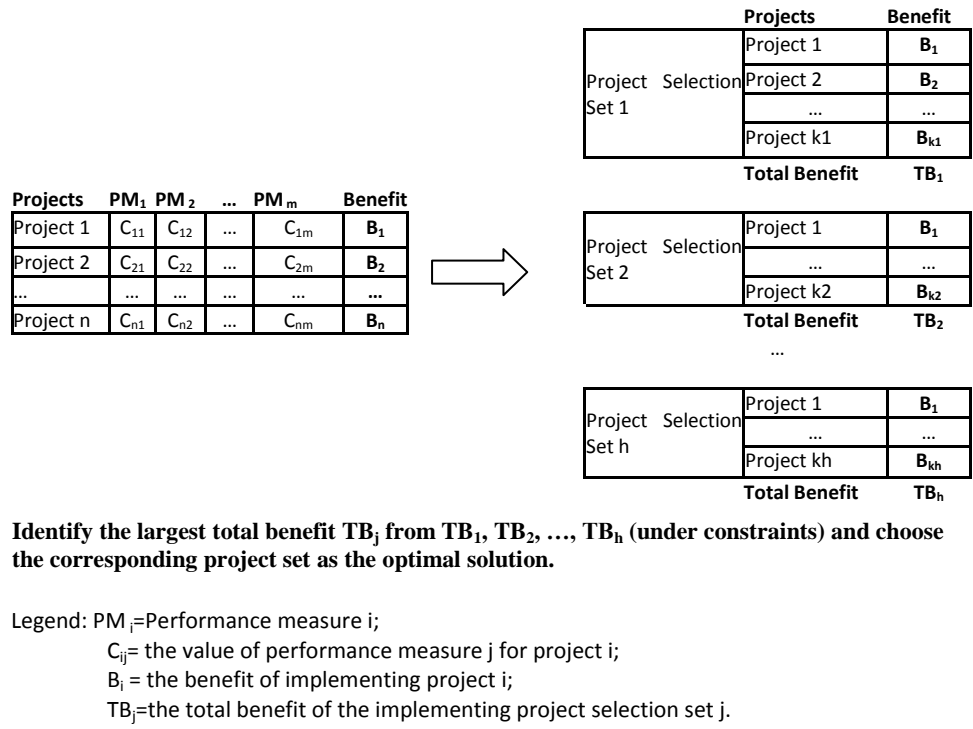 Projects PM₁ PM ₂ ... PM ₘ Benefit
Project 1 C₁₁ C₁₂ ... C₁ₘ B₁
Project 2 C₂₁ C₂₂ ... C₂ₘ B₂
... ... ... ... ... ...
Project n Cₙ₁ Cₙ₂ ... Cₙₘ Bₙ
Projects Benefit
Project Selection Set 1
Project 1 B₁
Project 2 B₂
... ...
Project k1 Bₖ₁
Total Benefit TB₁
Project Selection Set 2
Project 1 B₁
... ...
Project k2 Bₖ₂
Total Benefit TB₂
...
Project Selection Set h
Project 1 B₁
... ...
Project kh Bₖₕ
Total Benefit TBₕ
Identify the largest total benefit TBⱼ from TB₁, TB₂, …, TBₕ (under constraints) and choose
the corresponding project set as the optimal solution.
Legend: PM ᵢ=Performance measure i;
Cᵢⱼ= the value of performance measure j for project i;
Bᵢ = the benefit of implementing project i;
TBⱼ=the total benefit of the implementing project selection set j.